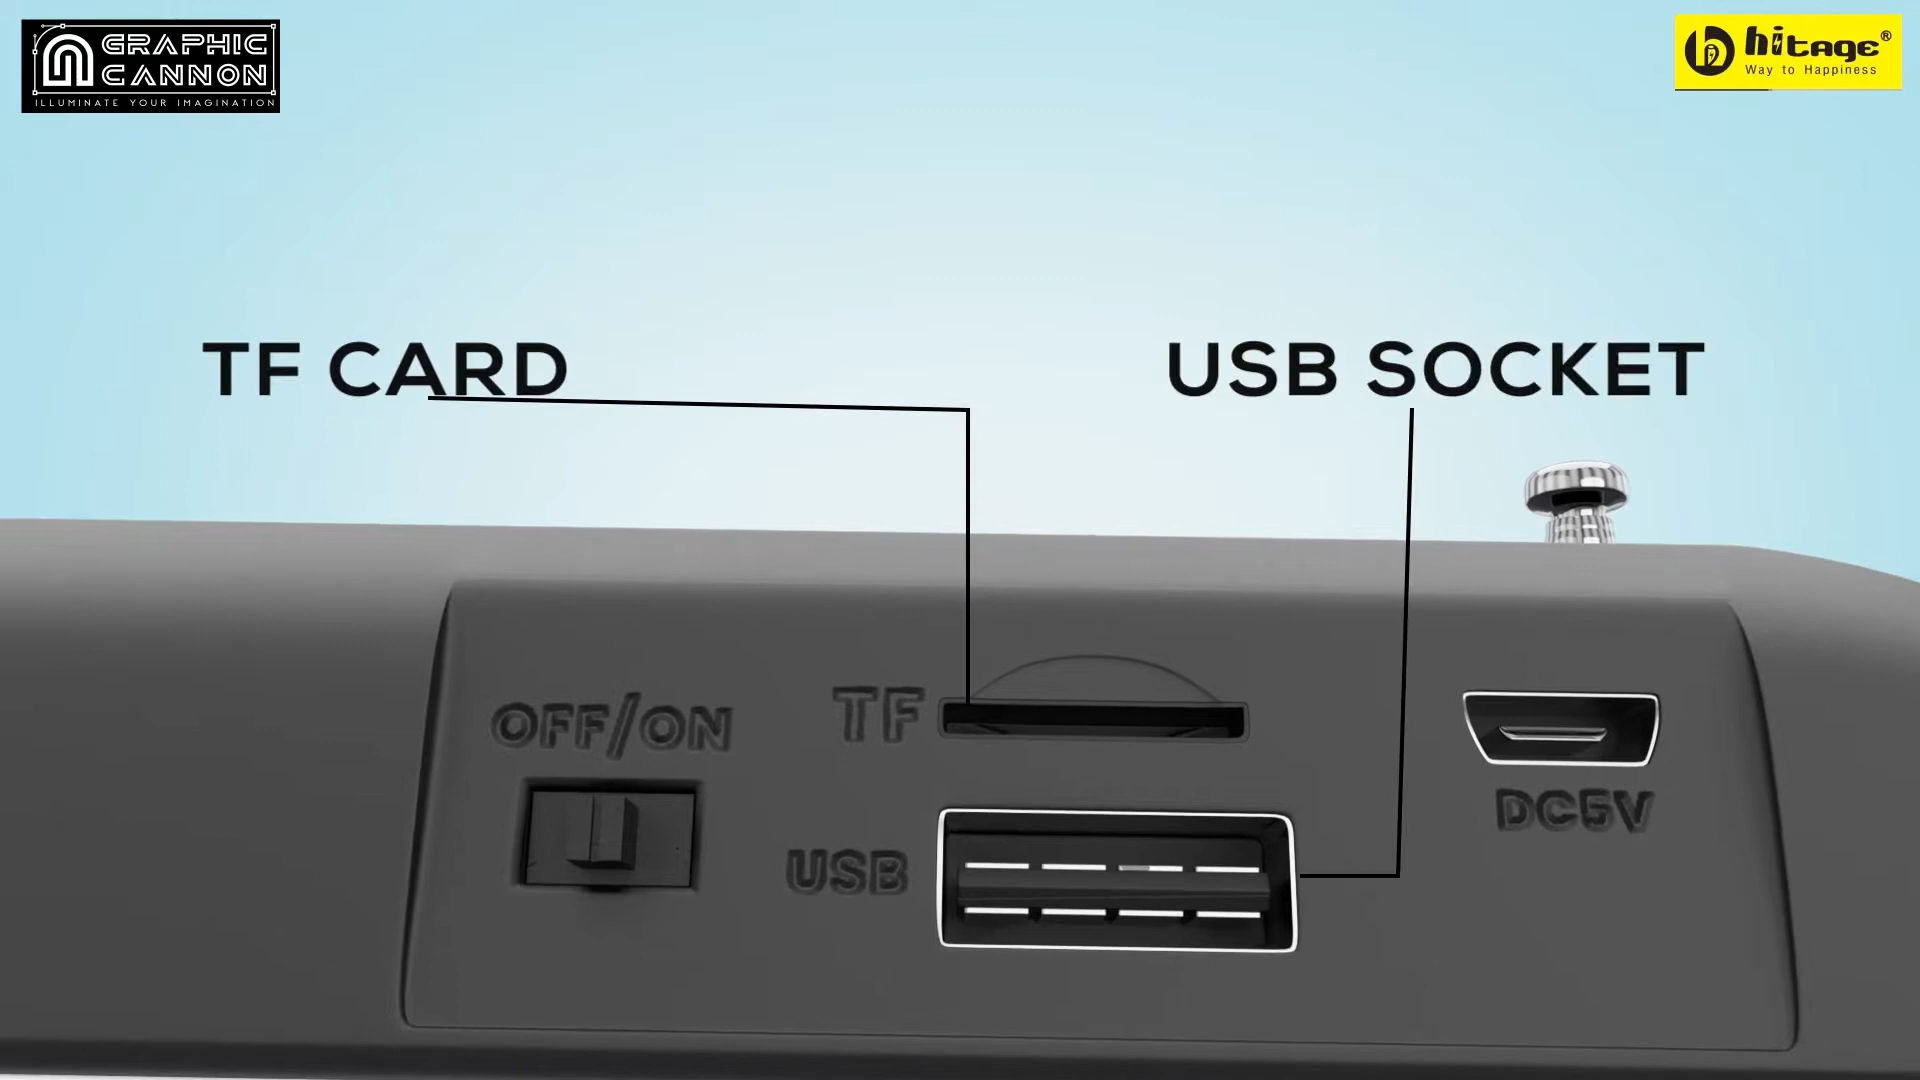 GRAPHIC
CANNON
ILLUMINATE YOUR IMAGINATION
hitage®
Way to Happiness
TF CARD
USB SOCKET
OFF/ON
TF
USB
DC5V